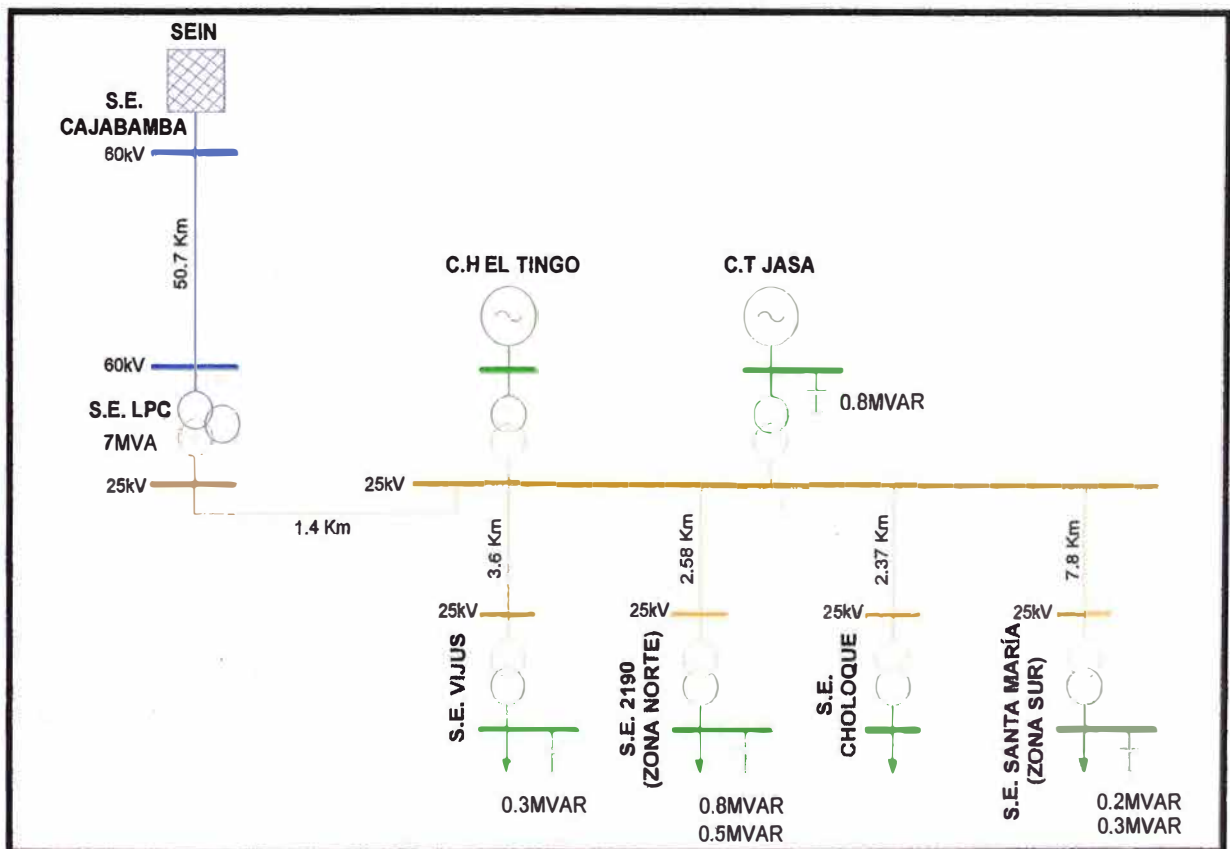 SEIN
S.E.
CAJABAMBA
60kV
50.7 Km
60kV
S.E. LPC
7MVA
25kV
1.4 Km
C.H EL TINGO
C.T JASA
0.8MVAR
25kV
3.6 Km
2.58 Km
2.37 Km
7.8 Km
25kV
25kV
25kV
25kV
S.E. VIJUS
S.E. 2190
(ZONA NORTE)
S.E.
CHOLOQUE
S.E. SANTA MARÍA
(ZONA SUR)
0.3MVAR
0.8MVAR
0.5MVAR
0.2MVAR
0.3MVAR